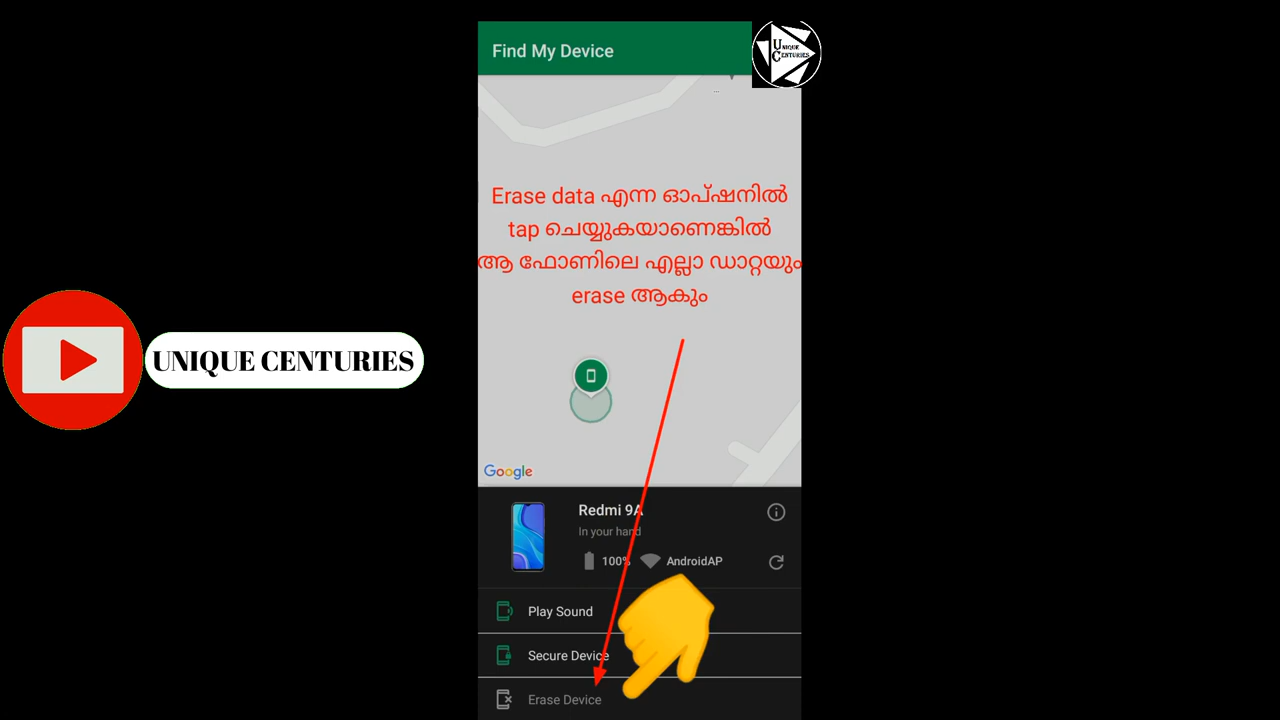 Find My Device
UNIQUE
CENTURIES
Erase data എന്ന ഓപ്ഷനിൽ
tap ചെയ്യുകയാണെങ്കിൽ
ആ ഫോണിലെ എല്ലാ ഡാറ്റയും
erase ആകും
UNIQUE CENTURIES
Google
Redmi 9A
In your hand
100% AndroidAP
Play Sound
Secure Device
Erase Device